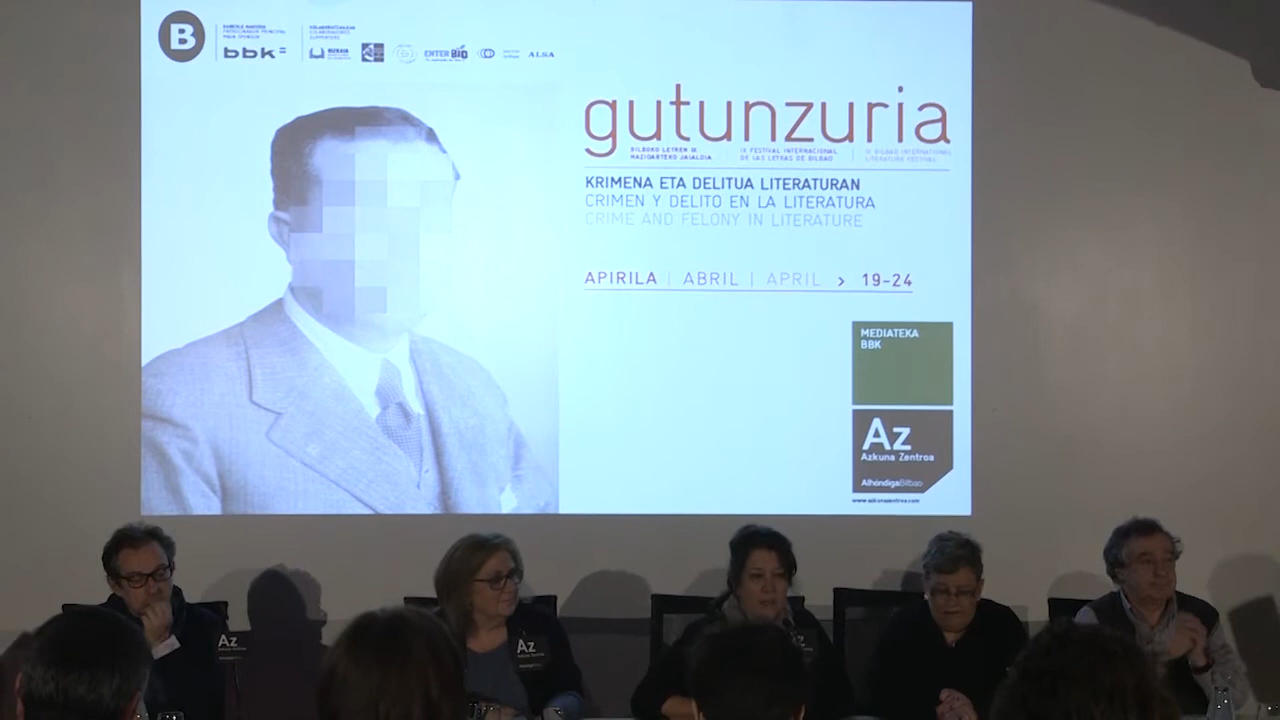 B
BBK
BIZKAIA
ENTER BIO
ALSA
gutunzuria
BILBOKO LETREN IX
NAZIOARTEKO JAIALDIA
IX FESTIVAL INTERNACIONAL
DE LAS LETRAS DE BILBAO
IX BILBAO INTERNATIONAL
LITERATURE FESTIVAL
KRIMENA ETA DELITUA LITERATURAN
CRIMEN Y DELITO EN LA LITERATURA
CRIME AND FELONY IN LITERATURE
APIRILA | ABRIL | APRIL > 19-24
MEDIATEKA
BBK
Az
Azkuna Zentroa
AlhóndigaBilbao
www.azkunazentroa.com
Az
Az
Az